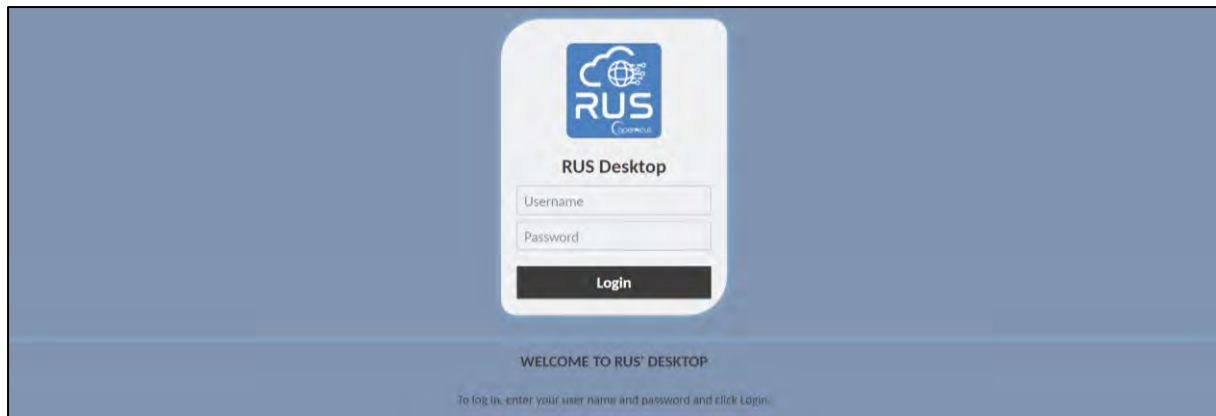 RUS
opernicus
RUS Desktop
Username
Password
Login
WELCOME TO RUS' DESKTOP
To log in, enter your user name and password and click Login.